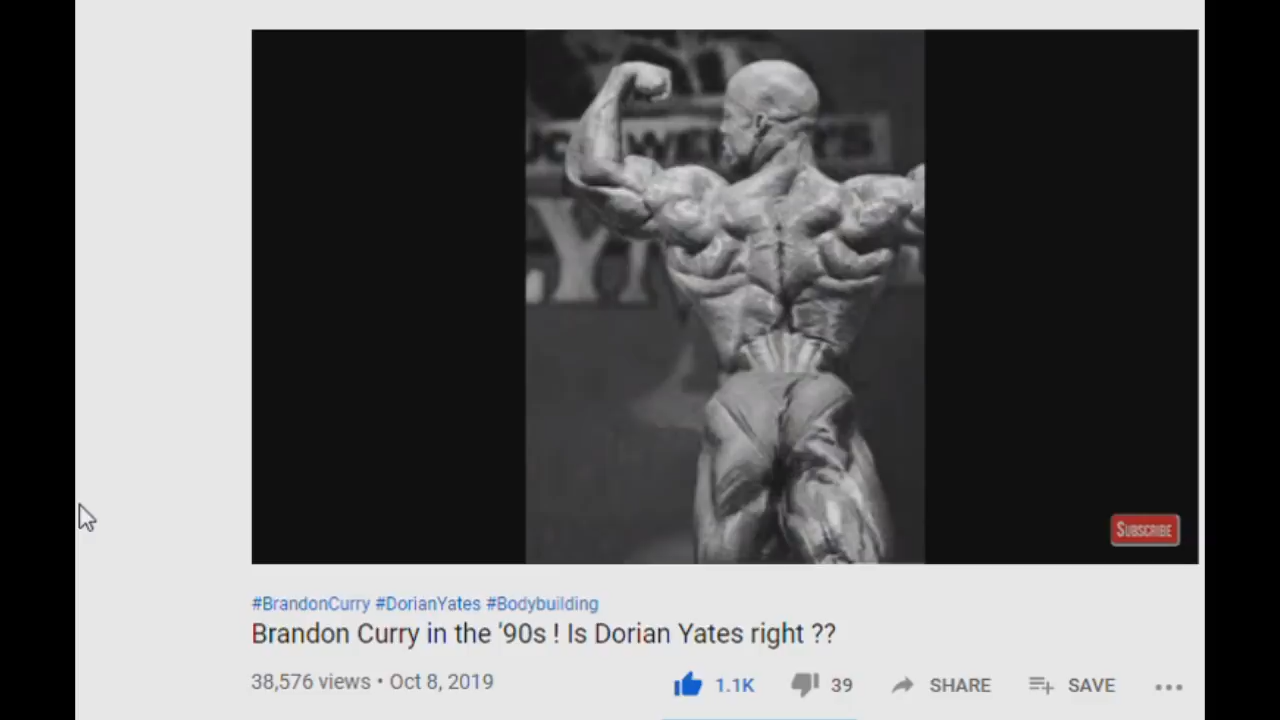 SUBSCRIBE
#BrandonCurry #DorianYates #Bodybuilding
Brandon Curry in the '90s ! Is Dorian Yates right ??
38,576 views • Oct 8, 2019
1.1K 39 SHARE SAVE